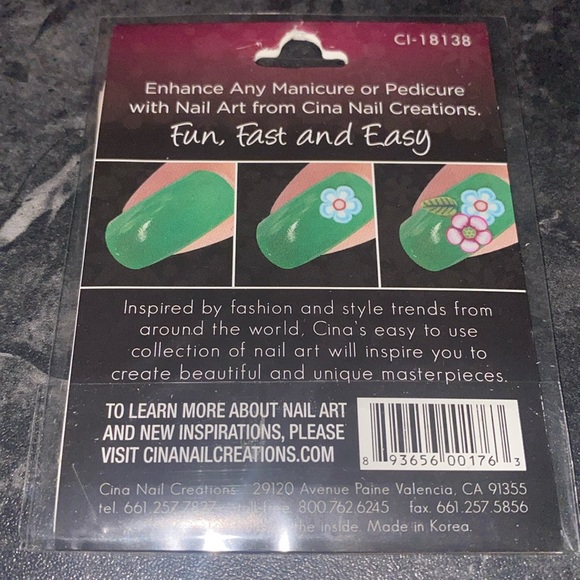 CI-18138
Enhance Any Manicure or Pedicure
with Nail Art from Cina Nail Creations.
Fun, Fast and Easy
Inspired by fashion and style trends from
around the world, Cina's easy to use
collection of nail art will inspire you to
create beautiful and unique masterpieces.
TO LEARN MORE ABOUT NAIL ART
AND NEW INSPIRATIONS, PLEASE
VISIT CINANAILCREATIONS.COM
8 93656 00176 3
Cina Nail Creations 29120 Avenue Paine Valencia, CA 91355
tel. free. 800.762.6245 fax. 661.257.5856
the inside. Made in Korea.